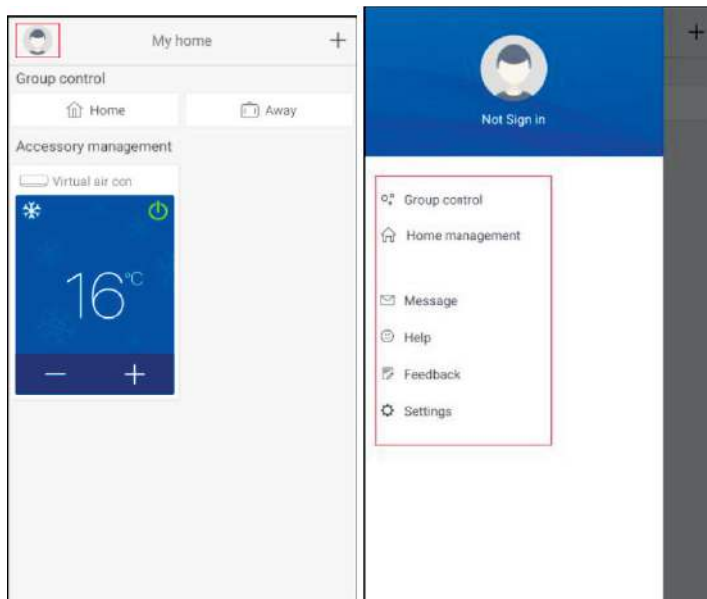 My home
+
Group control
Home
Away
Accessory management
Virtual air con
16°C
− +
+
Not Sign in
Group control
Home management
Message
Help
Feedback
Settings